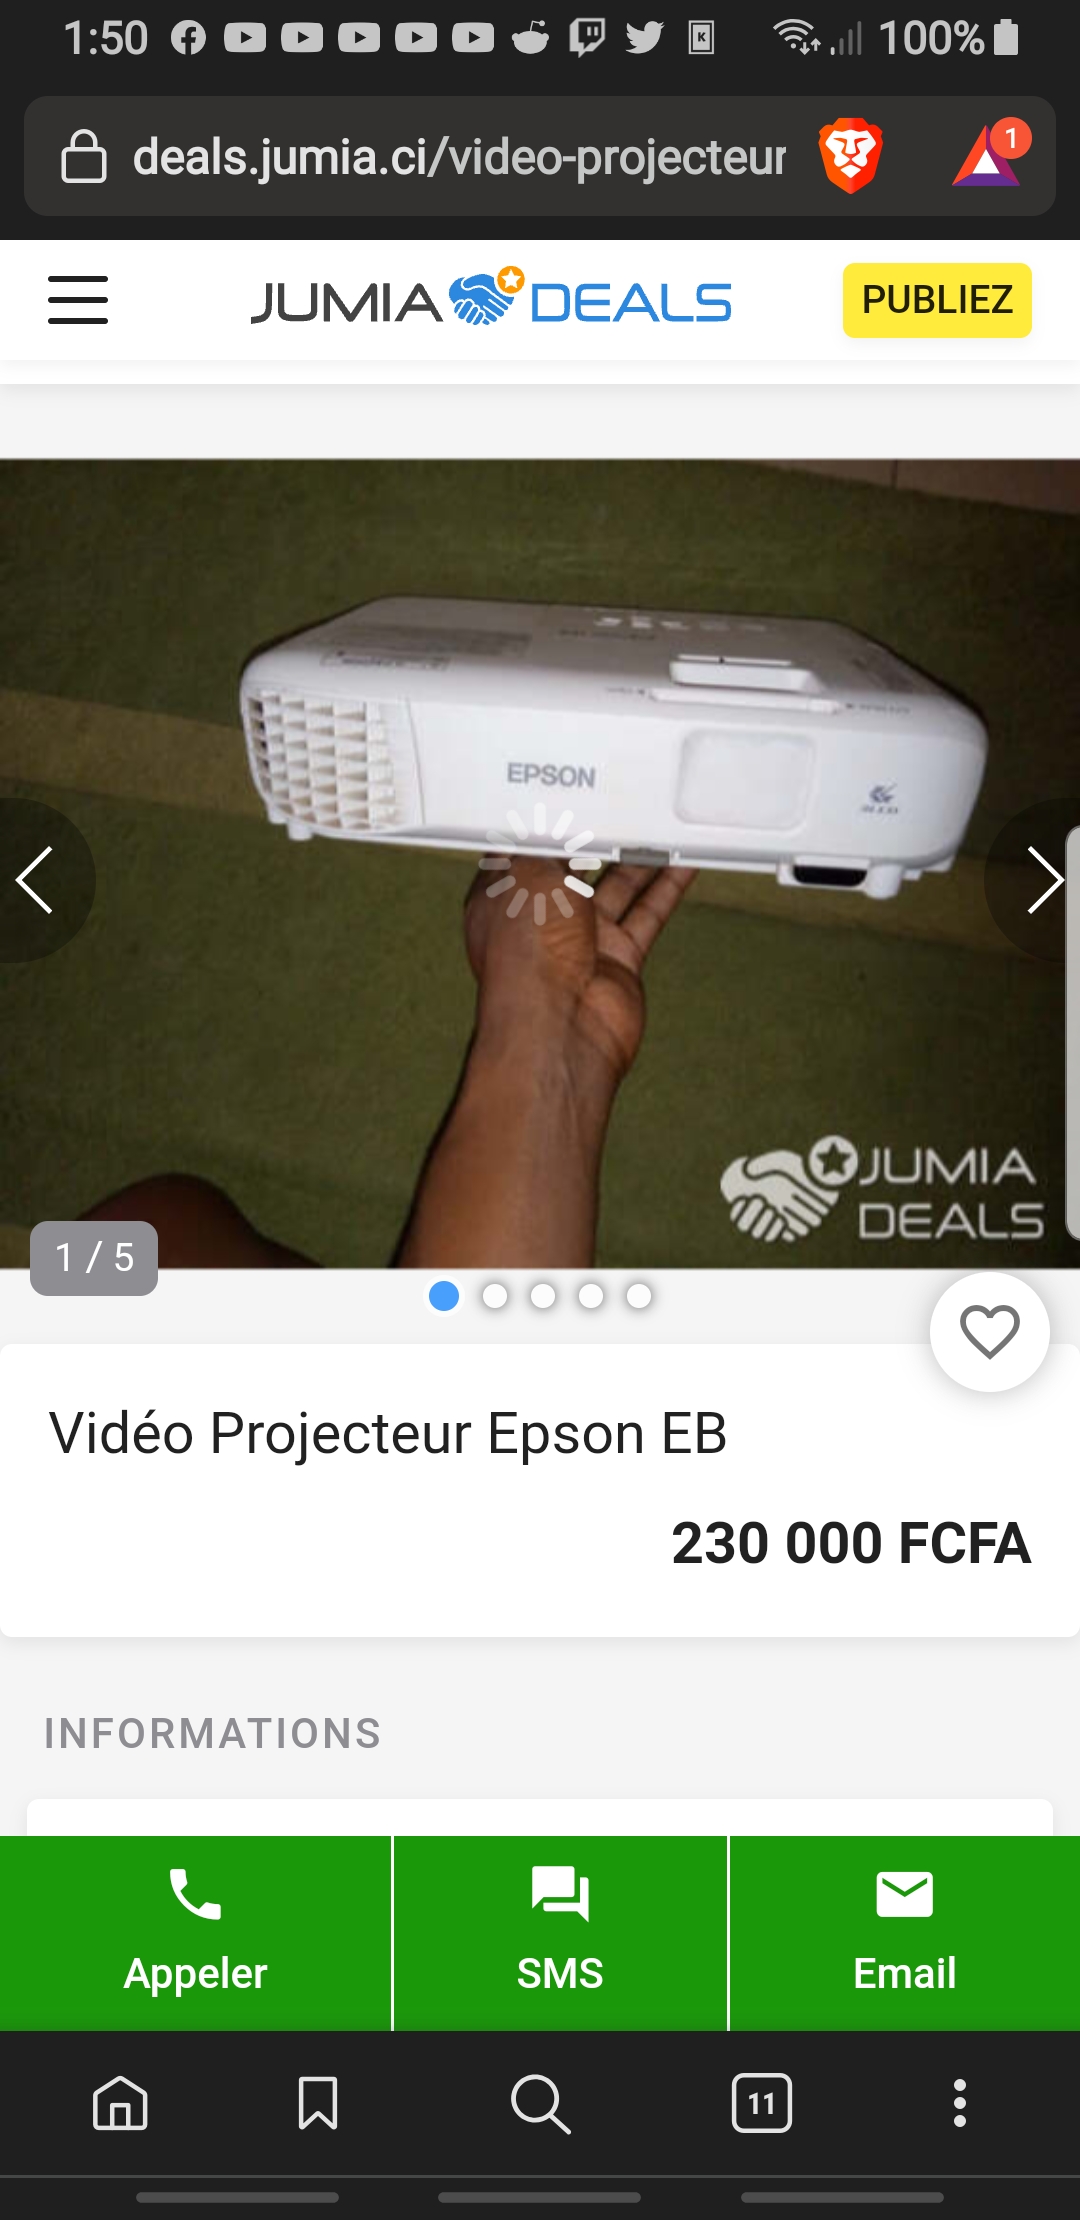 1:50
100%
deals.jumia.ci/video-projecteur
1
JUMIA DEALS
PUBLIEZ
EPSON
3LCD
JUMIA
DEALS
1 / 5
Vidéo Projecteur Epson EB
230 000 FCFA
INFORMATIONS
Appeler
SMS
Email
11